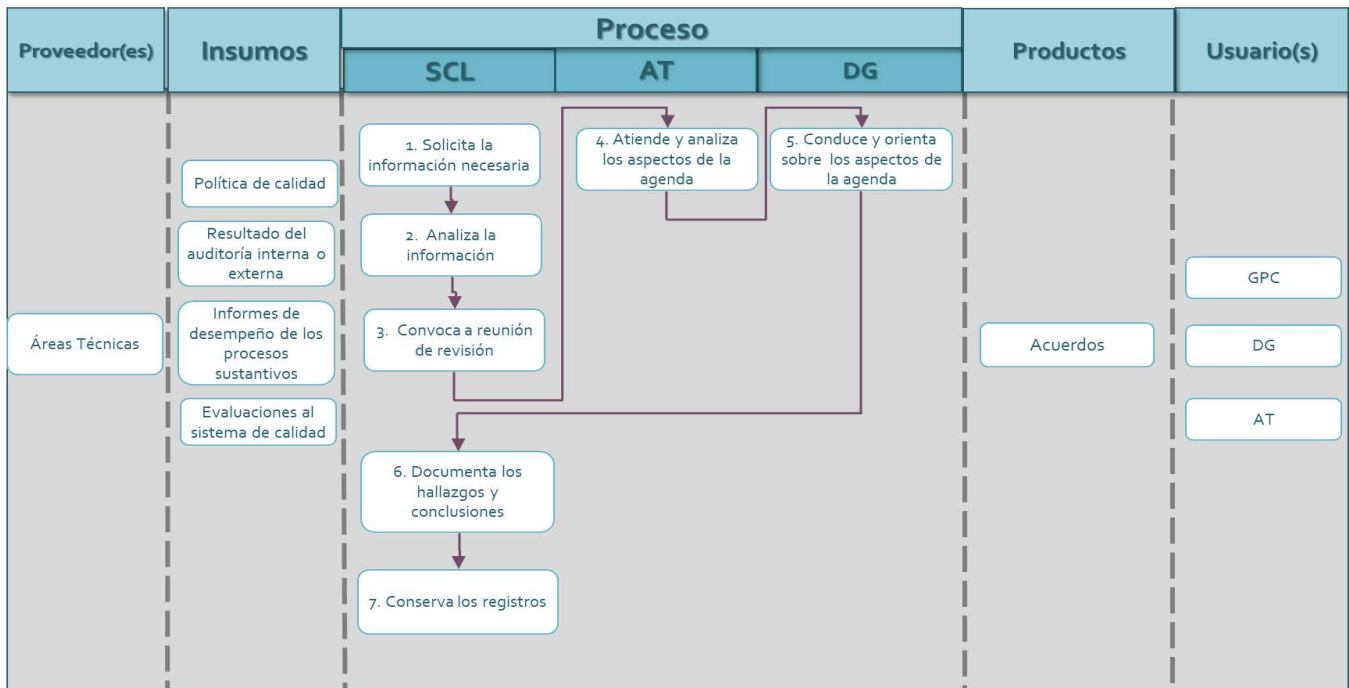 Proveedor(es)
Insumos
Proceso
SCL
AT
DG
Productos
Usuario(s)
Áreas Técnicas
Política de calidad
Resultado del
auditoría interna o
externa
Informes de
desempeño de los
procesos
sustantivos
Evaluaciones al
sistema de calidad
1. Solicita la
información necesaria
2. Analiza la
información
3. Convoca a reunión
de revisión
4. Atiende y analiza
los aspectos de la
agenda
5. Conduce y orienta
sobre los aspectos de
la agenda
6. Documenta los
hallazgos y
conclusiones
7. Conserva los registros
Acuerdos
GPC
DG
AT